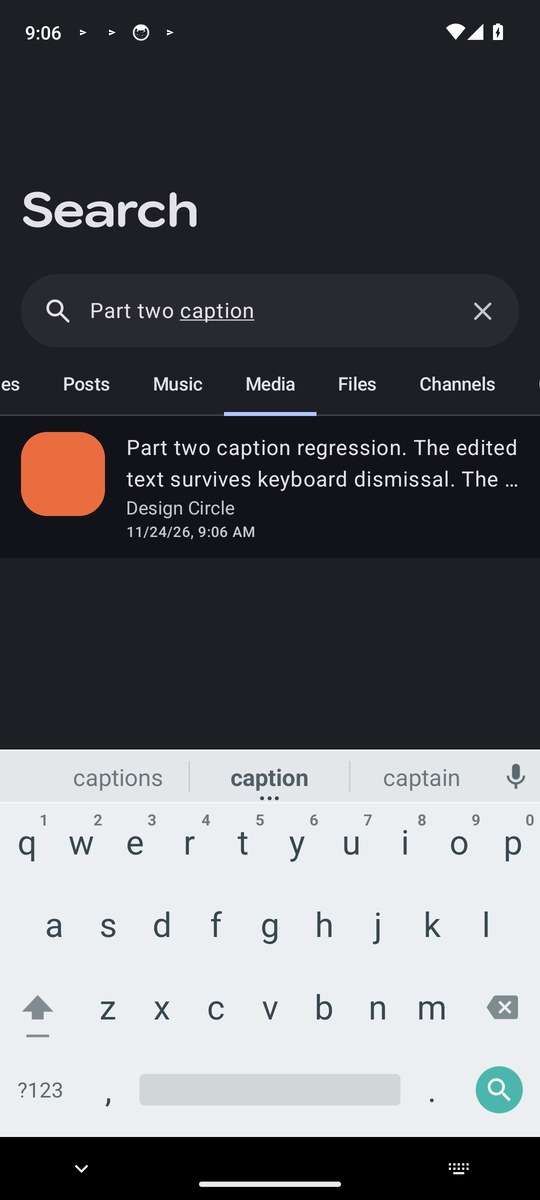 9:06
Search
Part two caption
es Posts Music Media Files Channels
Part two caption regression. The edited
text survives keyboard dismissal. The …
Design Circle
11/24/26, 9:06 AM
captions caption captain
1 2 3 4 5 6 7 8 9 0
q w e r t y u i o p
a s d f g h j k l
z x c v b n m
?123 , .